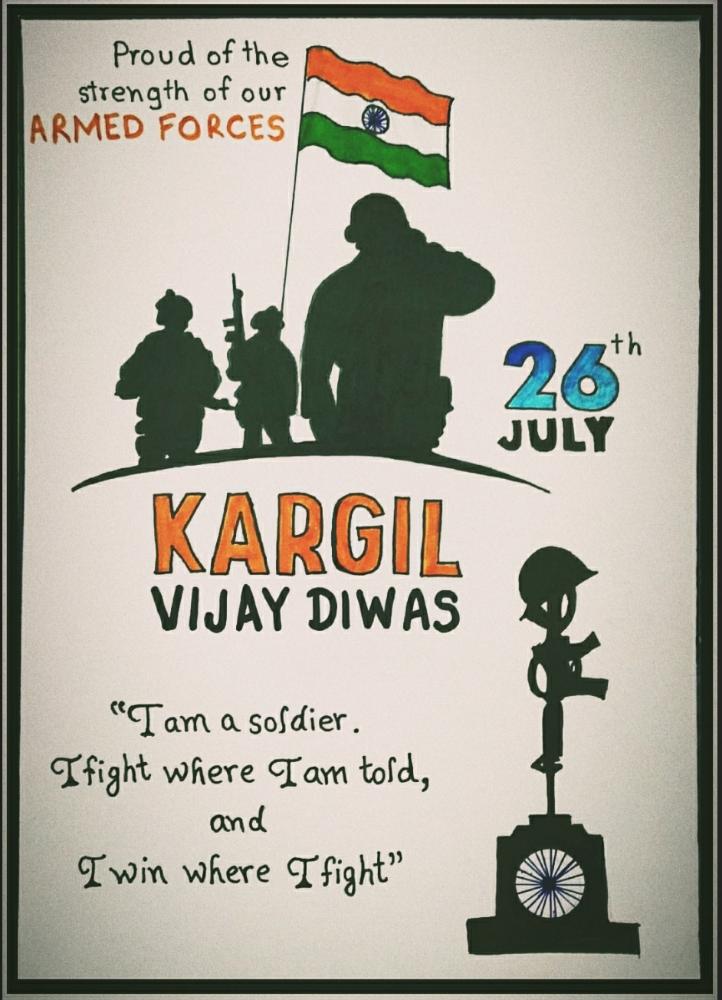 Proud of the
strength of our
ARMED FORCES
26th
JULY
KARGIL
VIJAY DIWAS
“I am a soldier.
I fight where I am told,
and
I win where I fight”